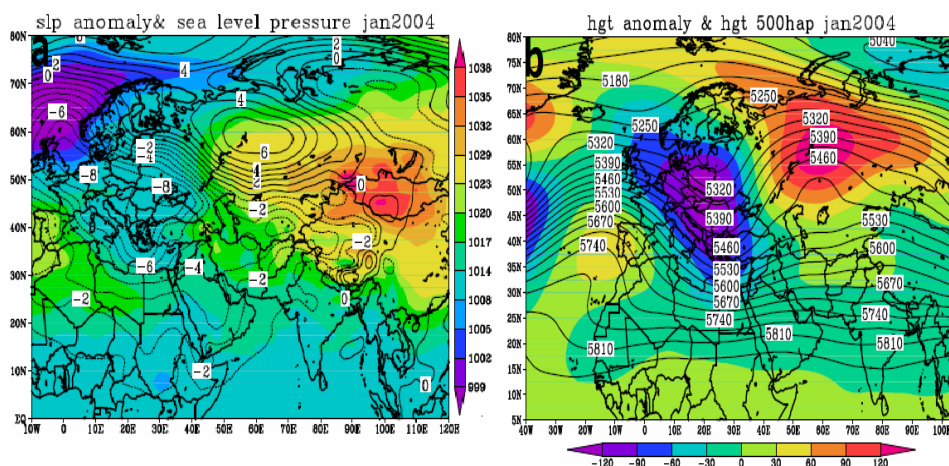 slp anomaly& sea level pressure jan2004
a
80N
70N
60N
50N
40N
30N
20N
10N
EQ
10W
0
10E
20E
30E
40E
50E
60E
70E
80E
90E
100E
110E
120E
0
2
-6
4
2
0
4
-2
-4
-8
-8
6
4
2
0
-2
-2
-6
-4
-2
0
-2
-2
0
1038
1035
1032
1029
1023
1020
1017
1014
1008
1005
1002
999
hgt anomaly & hgt 500hap jan2004
b
80N
75N
70N
65N
60N
55N
50N
45N
40N
35N
30N
25N
20N
15N
10N
5N
40W
30W
20W
10W
0
10E
20E
30E
40E
50E
60E
70E
80E
90E
100E
5040
5180
5250
5250
5320
5320
5390
5390
5460
5460
5530
5600
5670
5740
5320
5390
5460
5530
5600
5670
5740
5530
5600
5670
5740
5810
5810
5810
-120
-90
-60
-30
0
30
60
90
120